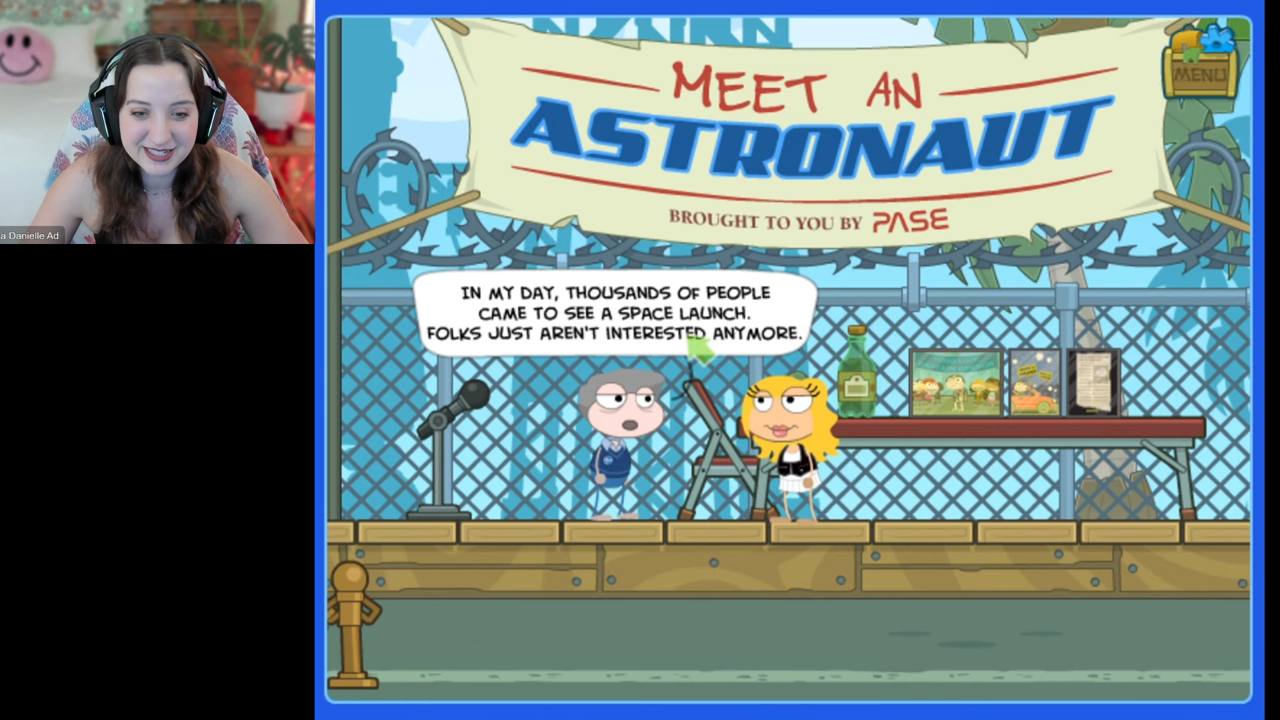 MEET AN
ASTRONAUT
BROUGHT TO YOU BY PASE
MENU
IN MY DAY, THOUSANDS OF PEOPLE
CAME TO SEE A SPACE LAUNCH.
FOLKS JUST AREN'T INTERESTED ANYMORE.
a Danielle Ad